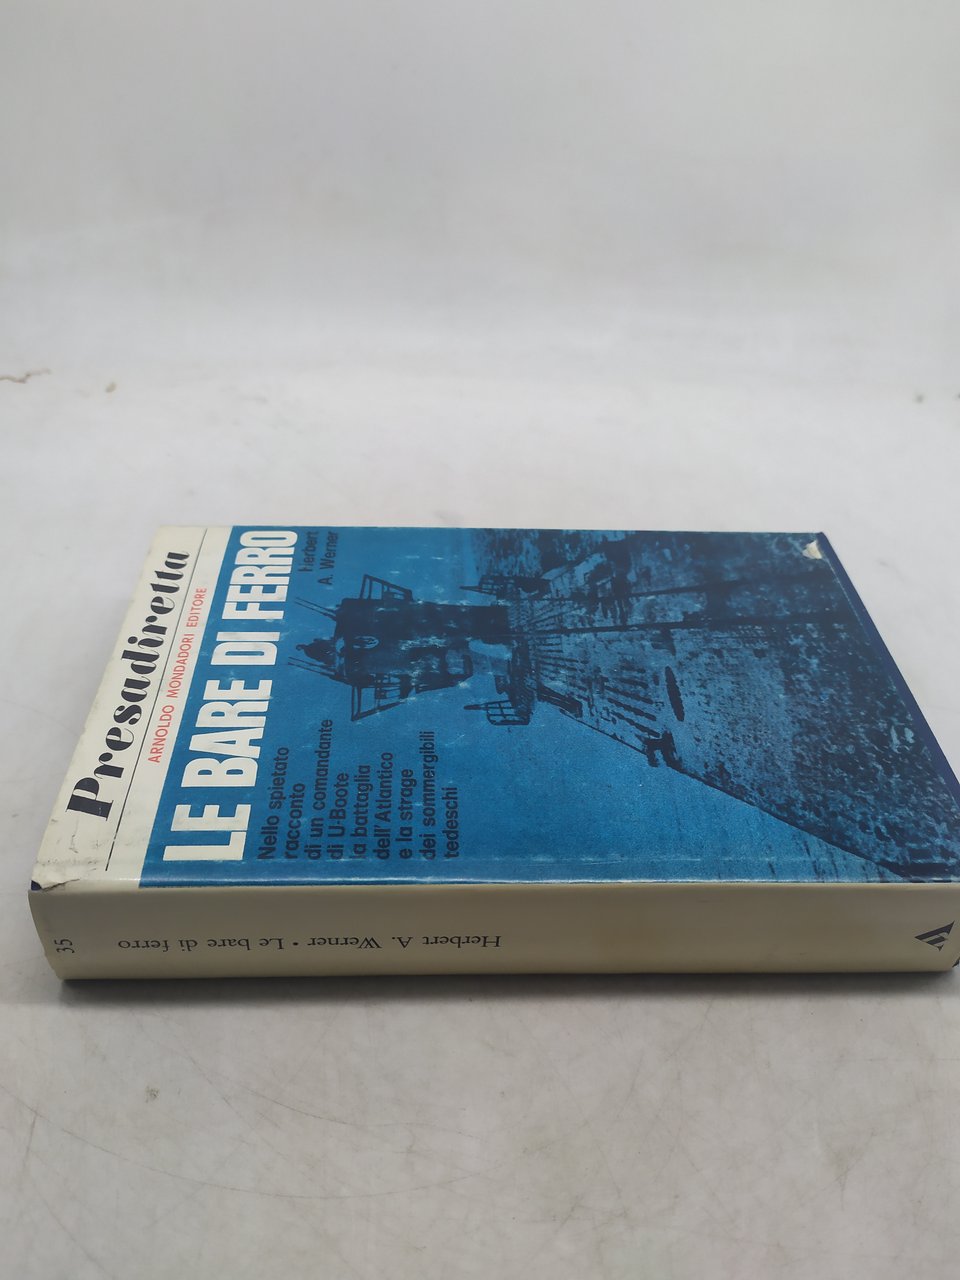 Presadiretta
ARNOLDO MONDADORI EDITORE
LE BARE DI FERRO
Herbert
A. Werner
Nello spietato
racconto
di un comandante
di U-Boote
la battaglia
dell'Atlantico
e la strage
dei sommergibili
tedeschi
Herbert A. Werner • Le bare di ferro
35